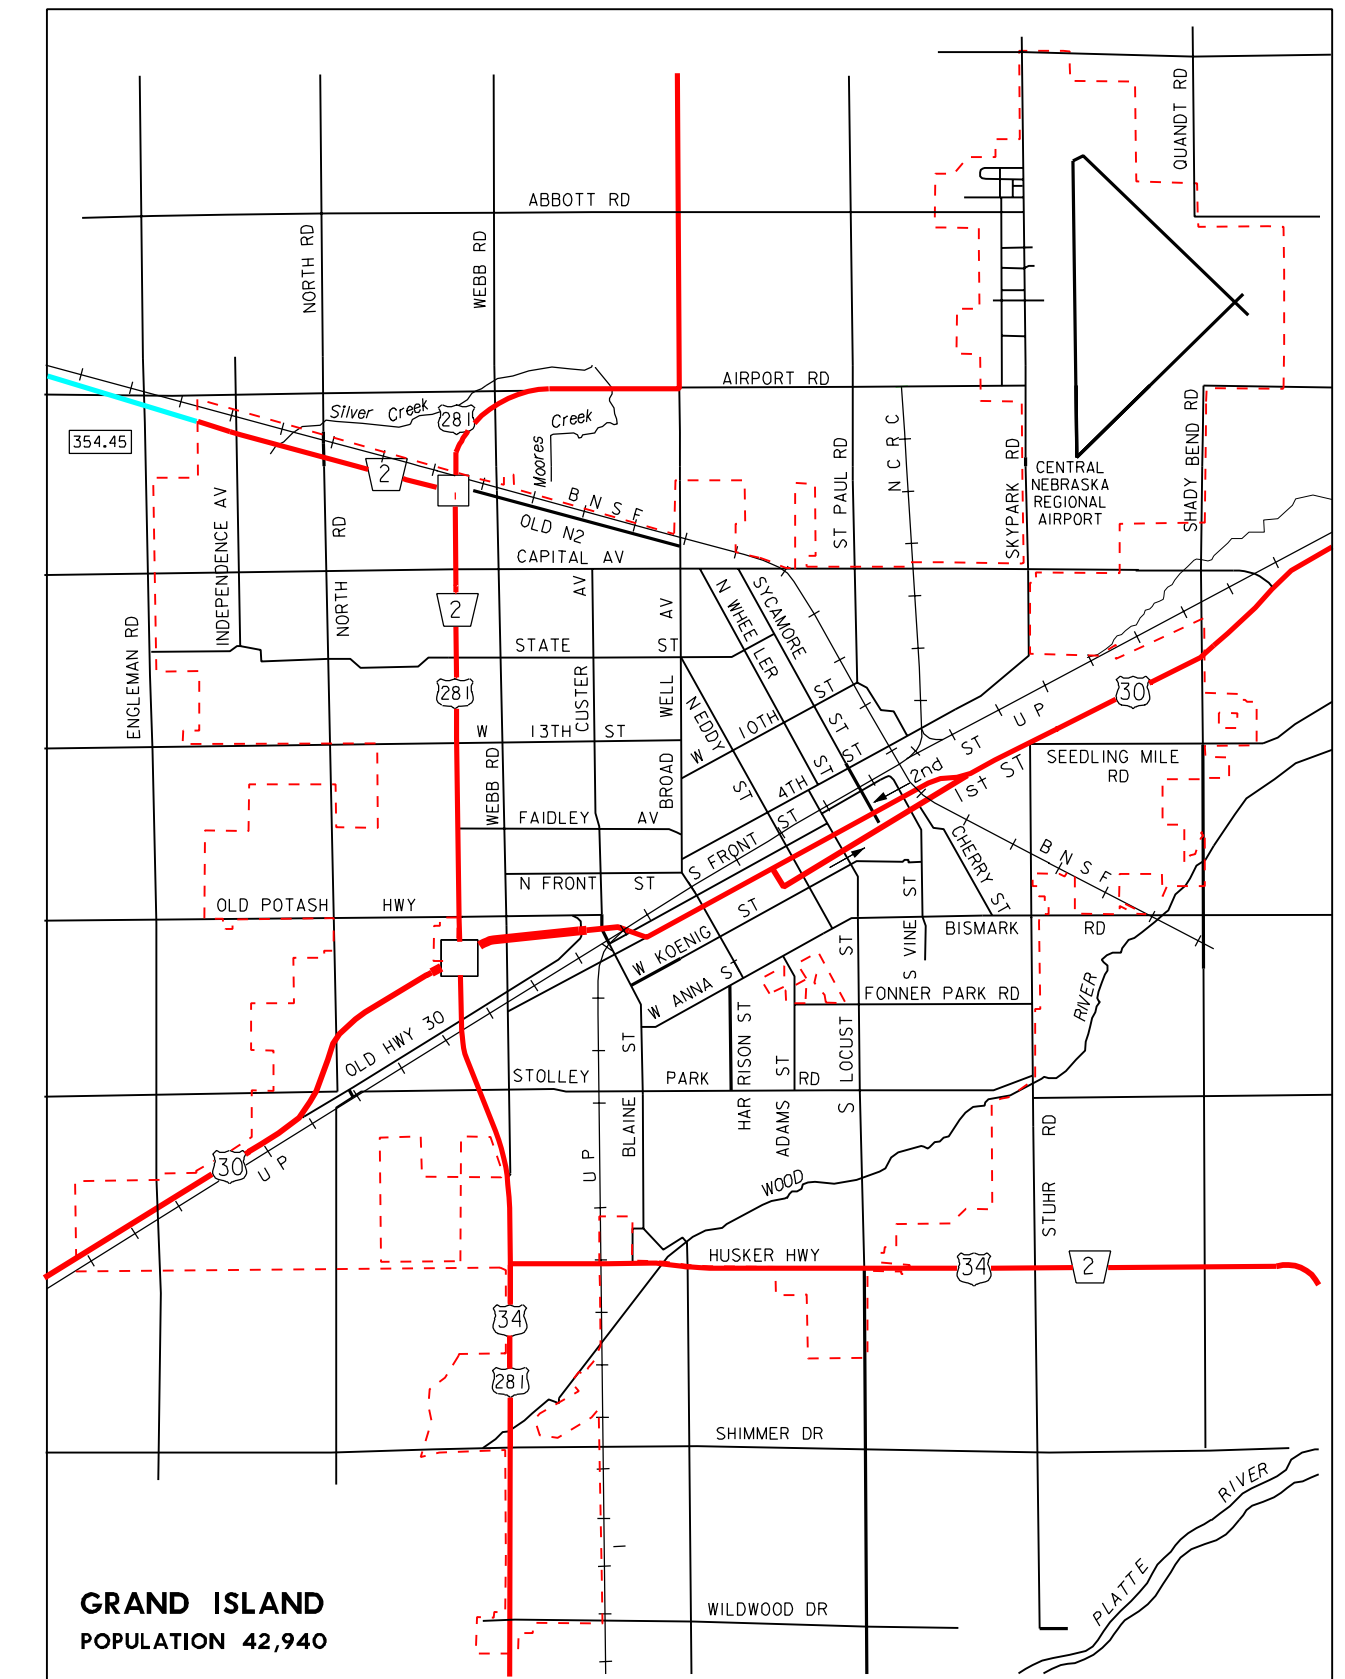 QUANDT RD
ABBOTT RD
NORTH RD
WEBB RD
AIRPORT RD
Silver Creek
281
Moores Creek
354.45
2
BNSF
OLD N2
NCRC
ST PAUL RD
SKYPARK RD
CENTRAL
NEBRASKA
REGIONAL
AIRPORT
SHADY BEND RD
INDEPENDENCE AV
NORTH RD
CAPITAL AV
ENGLEMAN RD
2
STATE ST
CUSTER AV
BROADWELL AV
N WHEELER ST
SYCAMORE ST
281
N EDDY ST
W 10TH ST
W 13TH ST
UP
30
SEEDLING MILE
RD
WEBB RD
4TH ST
2nd ST
1St ST
FAIDLEY AV
S FRONT ST
N FRONT ST
CHERRY ST
BNSF
OLD POTASH HWY
W KOENIG ST
S VINE ST
BISMARK RD
W ANNA ST
FONNER PARK RD
OLD HWY 30
HARRISON ST
S LOCUST ST
WOOD RIVER
STOLLEY PARK RD
BLAINE ST
ADAMS ST
STUHR RD
30
UP
UP
HUSKER HWY
34
2
34
281
SHIMMER DR
PLATTE RIVER
WILDWOOD DR
GRAND ISLAND
POPULATION 42,940